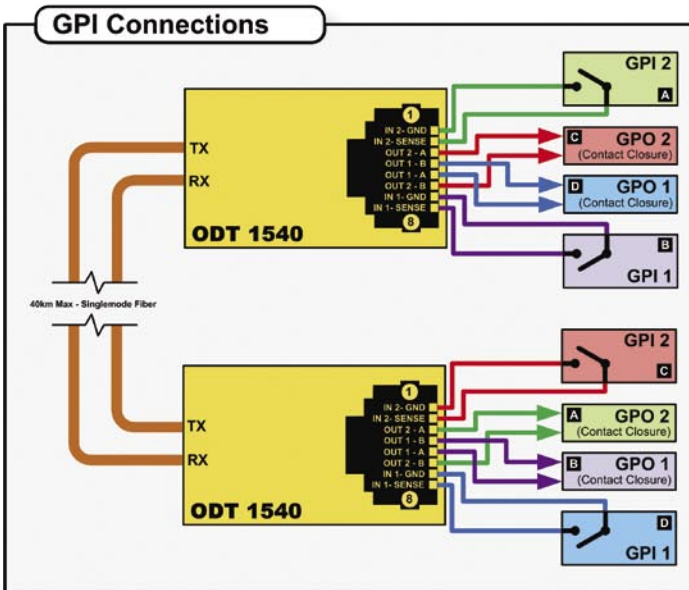 GPI Connections
TX
RX
ODT 1540
1
IN 2- GND
IN 2- SENSE
OUT 2 - A
OUT 1 - B
OUT 1 - A
OUT 2 - B
IN 1- GND
IN 1- SENSE
8
GPI 2
A
C GPO 2
(Contact Closure)
D GPO 1
(Contact Closure)
B
GPI 1
40km Max - Singlemode Fiber
TX
RX
ODT 1540
1
IN 2- GND
IN 2- SENSE
OUT 2 - A
OUT 1 - B
OUT 1 - A
OUT 2 - B
IN 1- GND
IN 1- SENSE
8
GPI 2
C
A GPO 2
(Contact Closure)
B GPO 1
(Contact Closure)
D
GPI 1